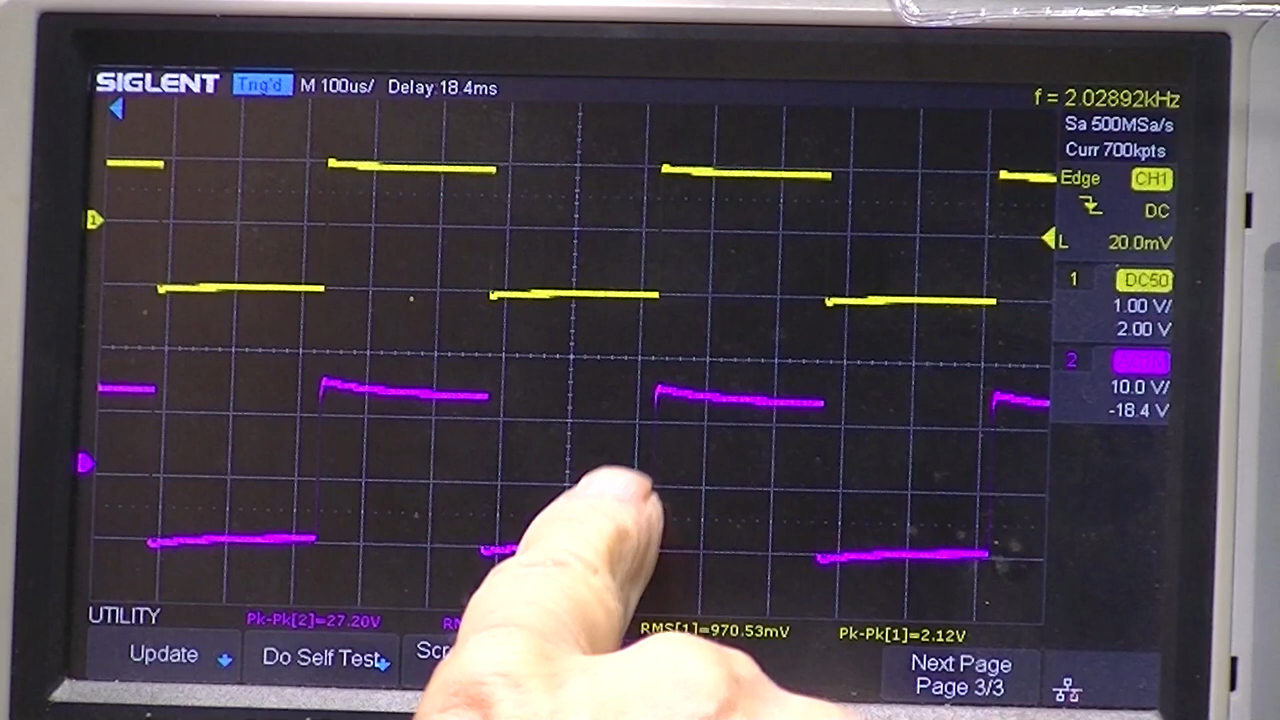 SIGLENT Trig'd M 100us/ Delay:18.4ms
f = 2.02892kHz
Sa 500MSa/s
Curr 700kpts
Edge CH1
DC
L 20.0mV
1 DC50
1.00 V/
2.00 V
2
10.0 V/
-18.4 V
1
UTILITY
Pk-Pk[2]=27.20V RMS[1]=970.53mV Pk-Pk[1]=2.12V
Update Do Self Test Next Page
Page 3/3